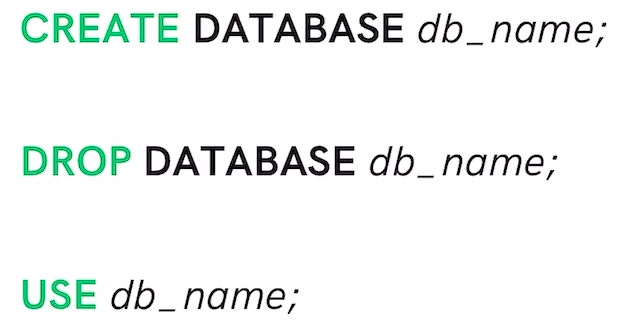 CREATE DATABASE db_name;
DROP DATABASE db_name;
USE db_name;